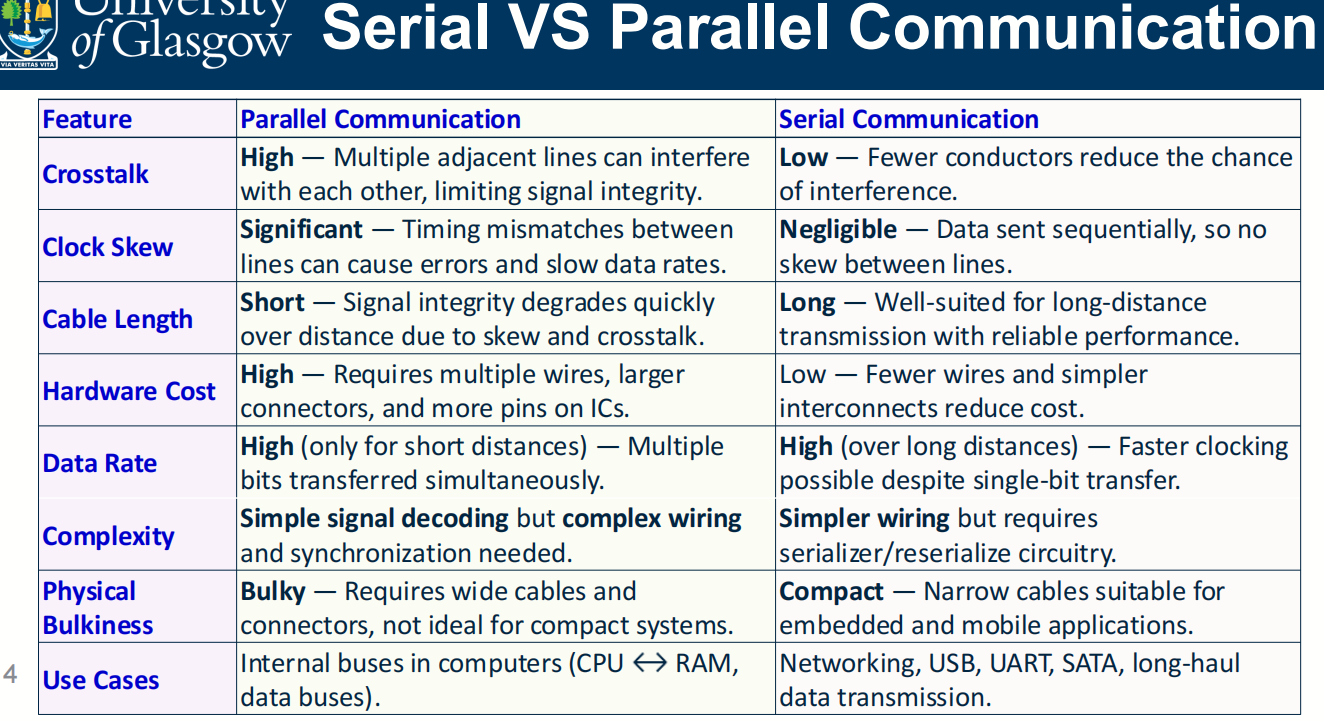 University
of Glasgow
VIA VERITAS VITA
Serial VS Parallel Communication
Feature
Parallel Communication
Serial Communication
Crosstalk
High — Multiple adjacent lines can interfere
with each other, limiting signal integrity.
Low — Fewer conductors reduce the chance
of interference.
Clock Skew
Significant — Timing mismatches between
lines can cause errors and slow data rates.
Negligible — Data sent sequentially, so no
skew between lines.
Cable Length
Short — Signal integrity degrades quickly
over distance due to skew and crosstalk.
Long — Well-suited for long-distance
transmission with reliable performance.
Hardware Cost
High — Requires multiple wires, larger
connectors, and more pins on ICs.
Low — Fewer wires and simpler
interconnects reduce cost.
Data Rate
High (only for short distances) — Multiple
bits transferred simultaneously.
High (over long distances) — Faster clocking
possible despite single-bit transfer.
Complexity
Simple signal decoding but complex wiring
and synchronization needed.
Simpler wiring but requires
serializer/reserialize circuitry.
Physical
Bulkiness
Bulky — Requires wide cables and
connectors, not ideal for compact systems.
Compact — Narrow cables suitable for
embedded and mobile applications.
4
Use Cases
Internal buses in computers (CPU ↔ RAM,
data buses).
Networking, USB, UART, SATA, long-haul
data transmission.